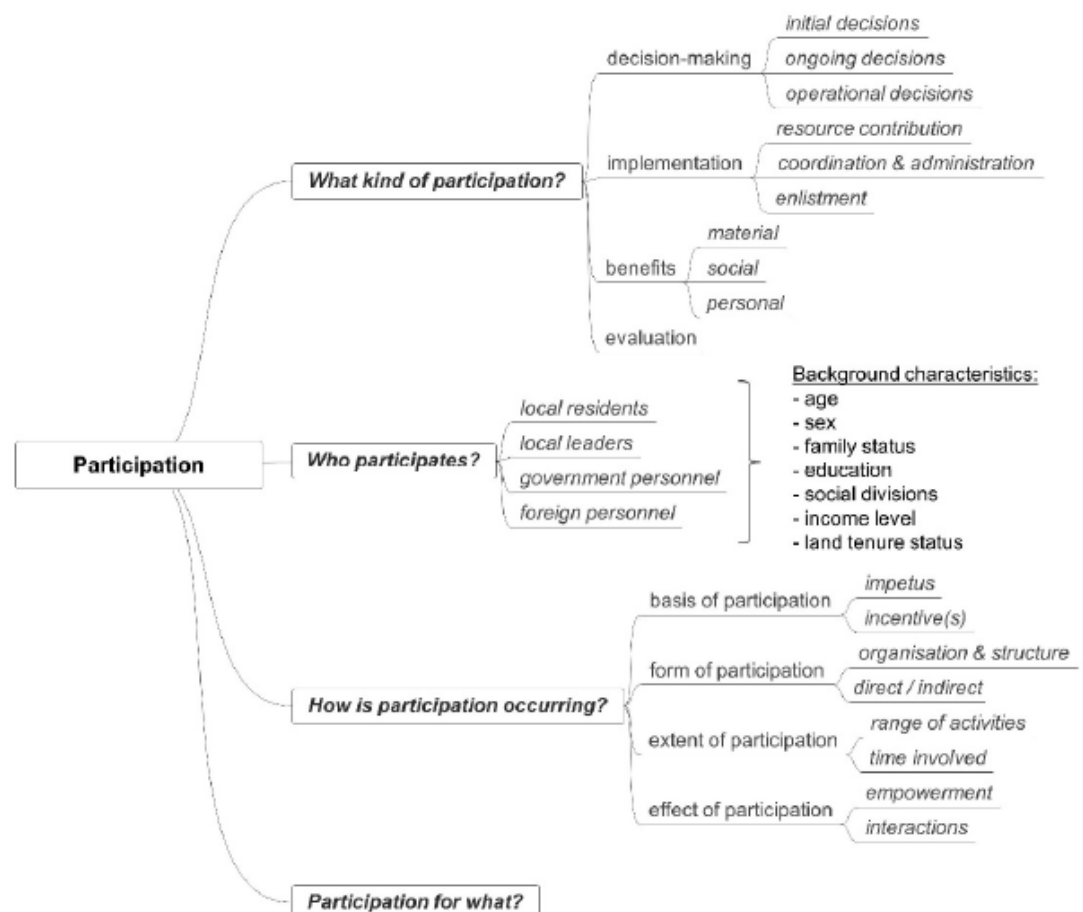 Participation
What kind of participation?
decision-making
initial decisions
ongoing decisions
operational decisions
implementation
resource contribution
coordination & administration
enlistment
benefits
material
social
personal
evaluation
Who participates?
local residents
local leaders
government personnel
foreign personnel
Background characteristics:
- age
- sex
- family status
- education
- social divisions
- income level
- land tenure status
How is participation occurring?
basis of participation
impetus
incentive(s)
form of participation
organisation & structure
direct / indirect
extent of participation
range of activities
time involved
effect of participation
empowerment
interactions
Participation for what?